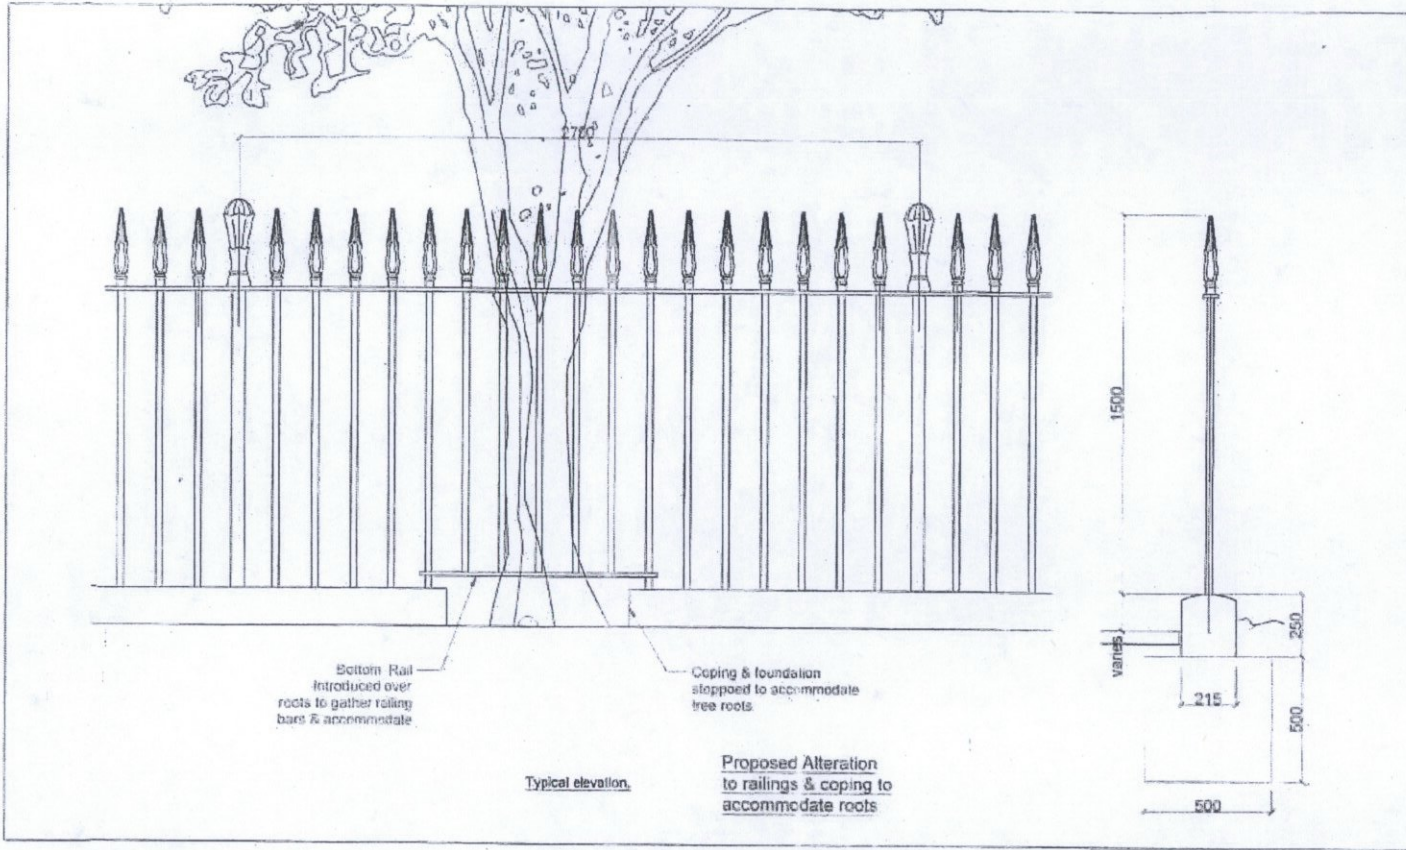 2700
1500
250
varies
215
500
500
Bottom Rail
introduced over
roots to gather railing
bars & accommodate
Coping & foundation
stoppoed to accommodate
tree roots
Typical elevation.
Proposed Alteration
to railings & coping to
accommodate roots